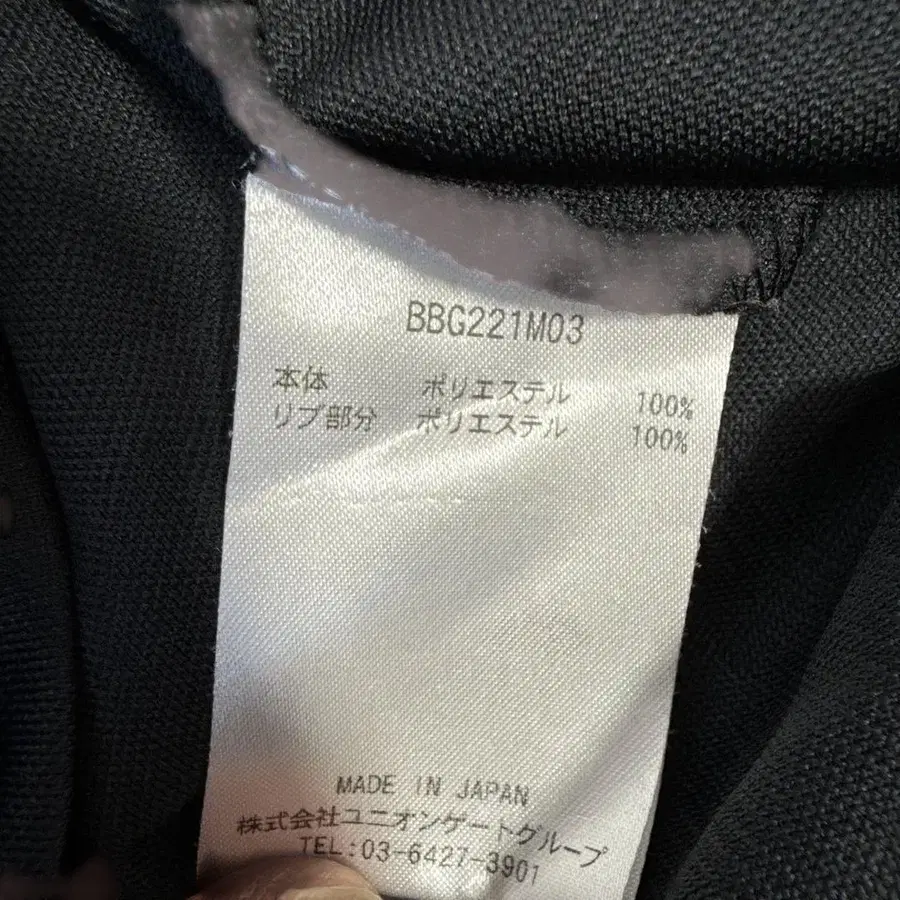 BBG221M03
本体 ポリエステル 100%
リブ部分 ポリエステル 100%
MADE IN JAPAN
株式会社ユニオンゲートグループ
TEL:03-6427-3901